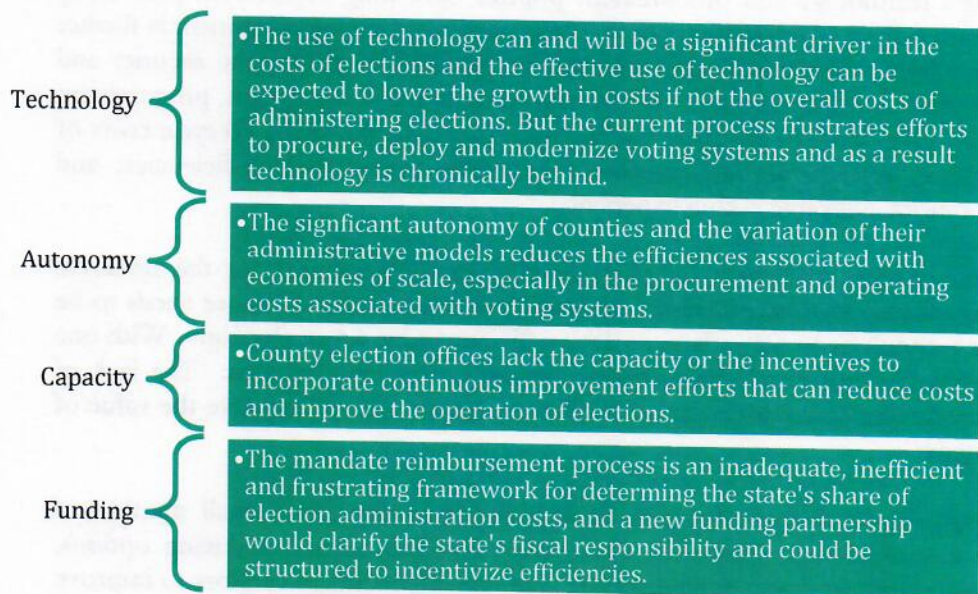 Technology
•The use of technology can and will be a significant driver in the
costs of elections and the effective use of technology can be
expected to lower the growth in costs if not the overall costs of
administering elections. But the current process frustrates efforts
to procure, deploy and modernize voting systems and as a result
technology is chronically behind.
Autonomy
•The signficant autonomy of counties and the variation of their
administrative models reduces the efficiences associated with
economies of scale, especially in the procurement and operating
costs associated with voting systems.
Capacity
•County election offices lack the capacity or the incentives to
incorporate continuous improvement efforts that can reduce costs
and improve the operation of elections.
Funding
•The mandate reimbursement process is an inadequate, inefficient
and frustrating framework for determing the state's share of
election administration costs, and a new funding partnership
would clarify the state's fiscal responsibility and could be
structured to incentivize efficiencies.